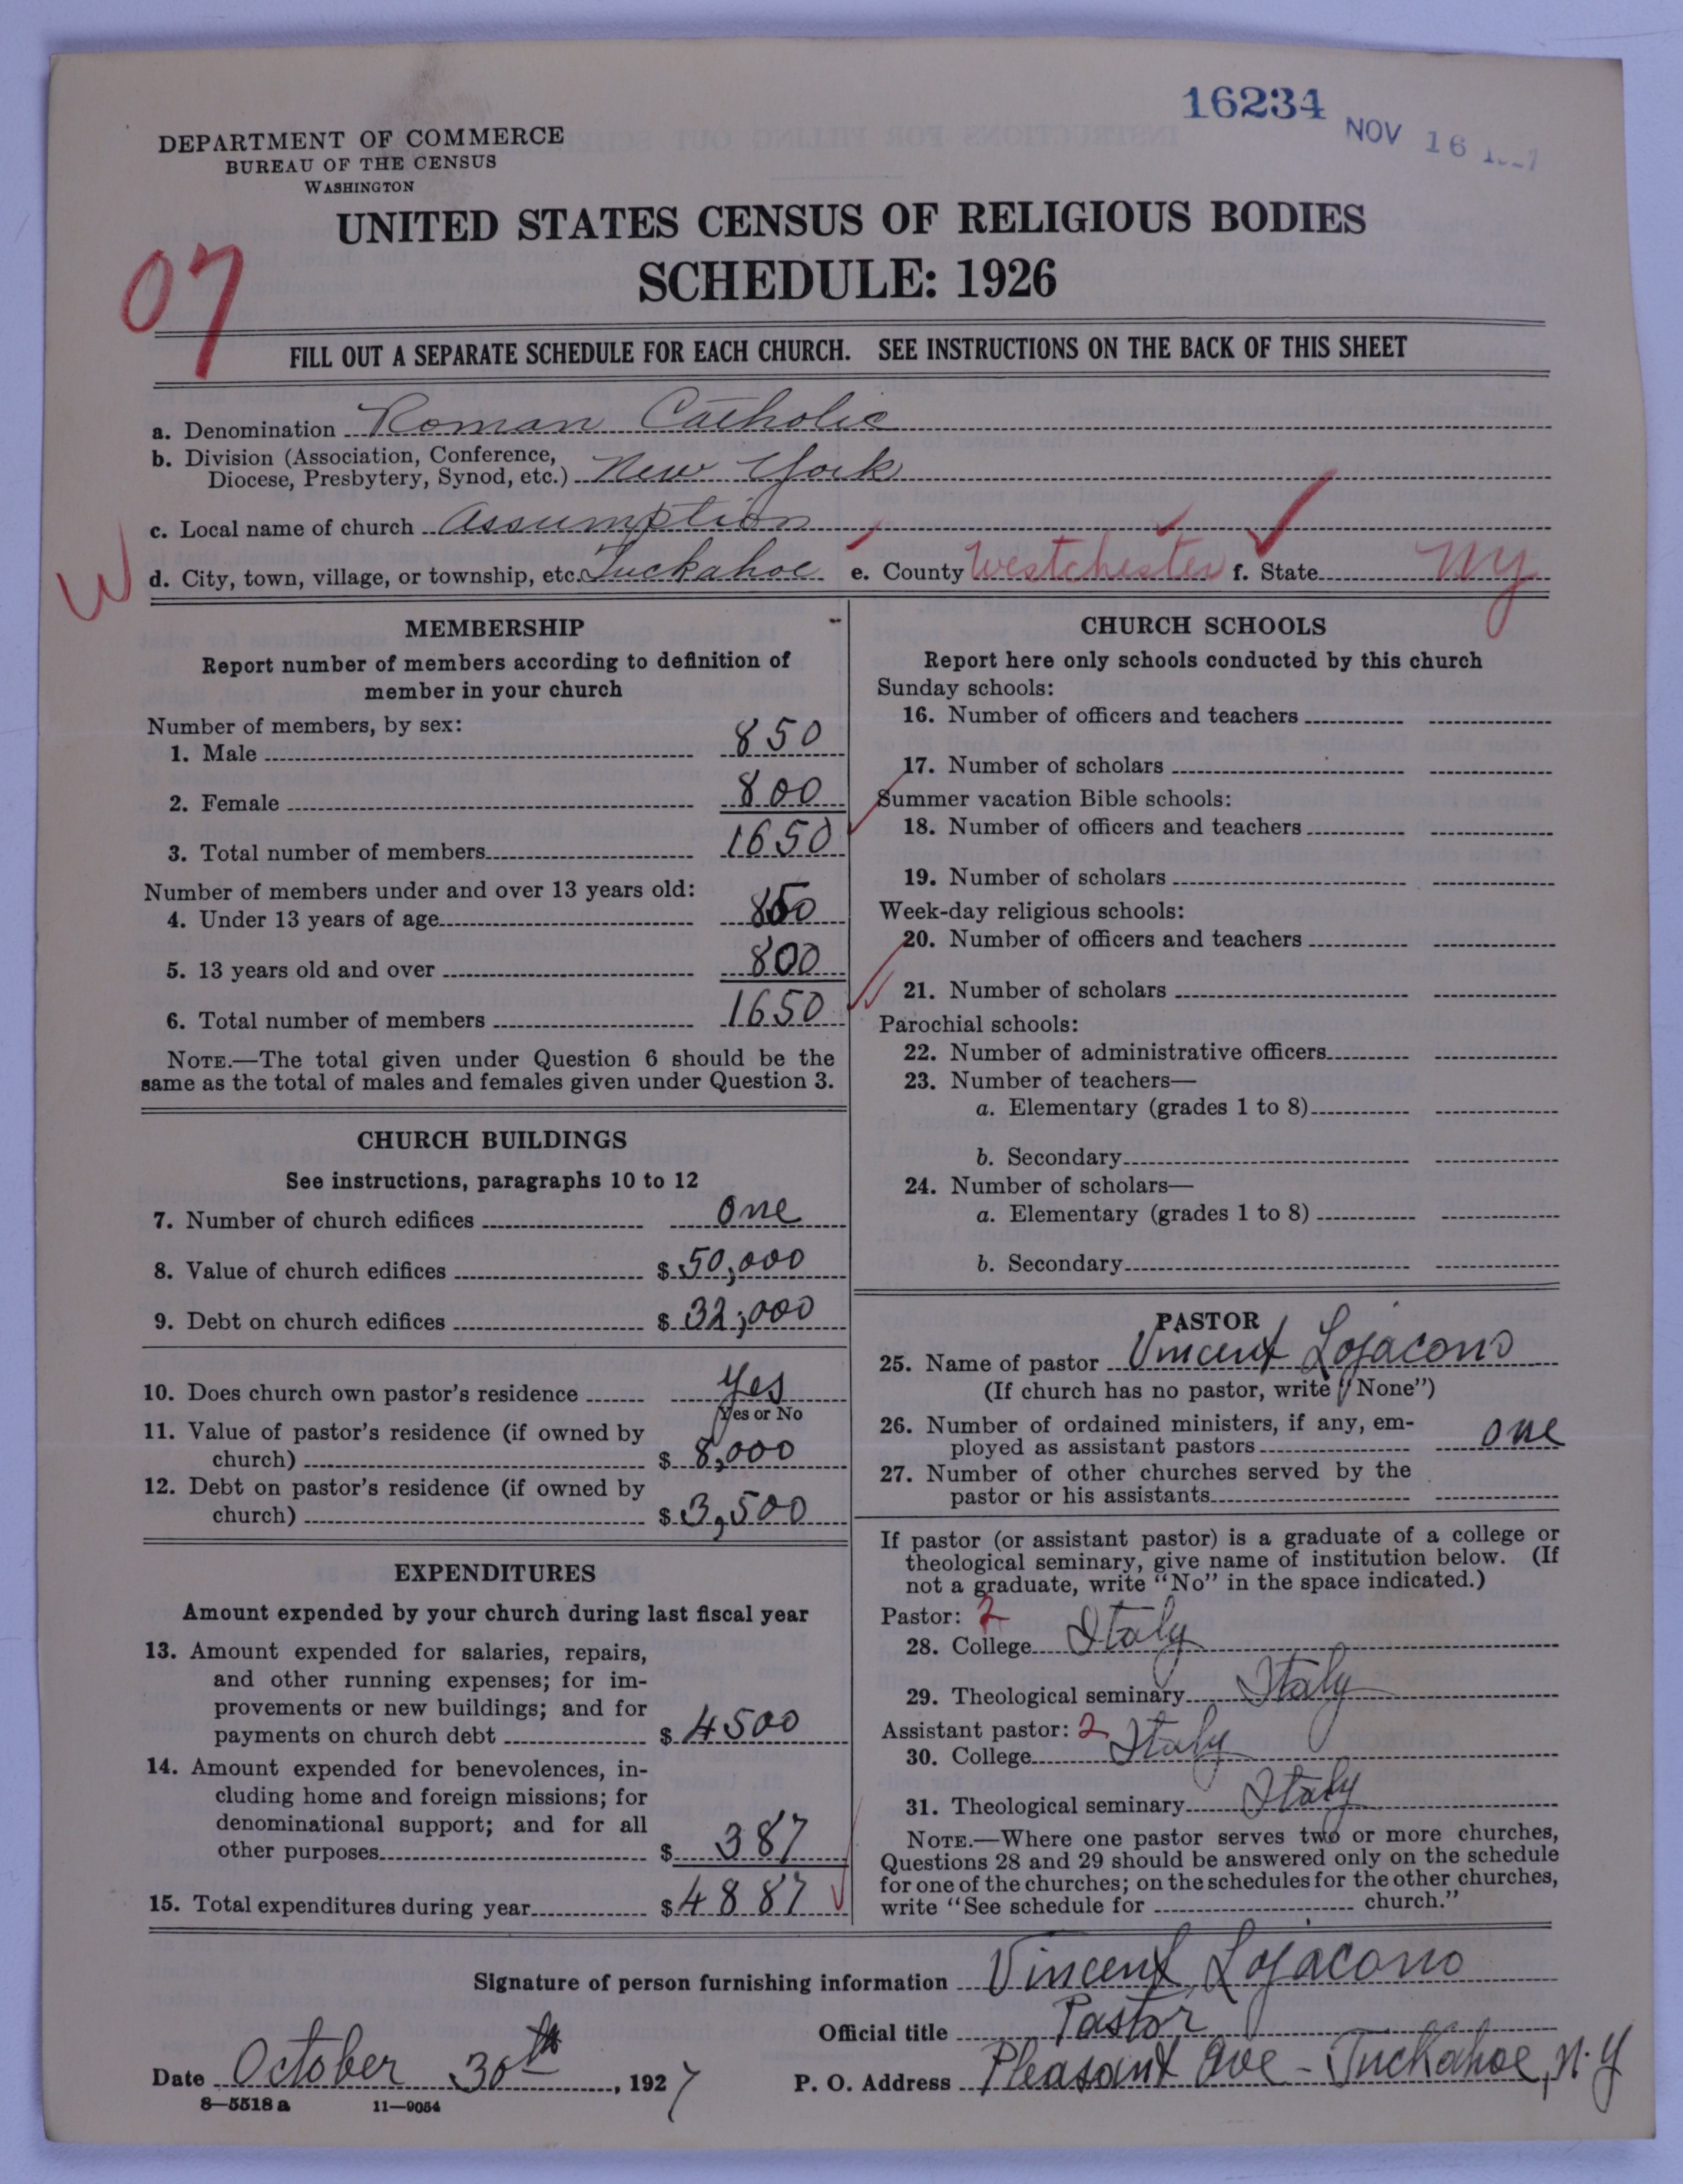 16234
NOV 16
DEPARTMENT OF COMMERCE
BUREAU OF THE CENSUS
WASHINGTON
UNITED STATES CENSUS OF RELIGIOUS BODIES
SCHEDULE: 1926
07
FILL OUT A SEPARATE SCHEDULE FOR EACH CHURCH. SEE INSTRUCTIONS ON THE BACK OF THIS SHEET
a. Denomination Roman Catholic
b. Division (Association, Conference,
Diocese, Presbytery, Synod, etc.) New York
c. Local name of church Assumption
W d. City, town, village, or township, etc. Tuckahoe e. County Westchester f. State NY
MEMBERSHIP
Report number of members according to definition of
member in your church
Number of members, by sex:
1. Male 850
2. Female 800
3. Total number of members 1650
Number of members under and over 13 years old:
4. Under 13 years of age 850
5. 13 years old and over 800
6. Total number of members 1650
NOTE.—The total given under Question 6 should be the
same as the total of males and females given under Question 3.
CHURCH BUILDINGS
See instructions, paragraphs 10 to 12
7. Number of church edifices one
8. Value of church edifices $ 50,000
9. Debt on church edifices $ 32,000
10. Does church own pastor's residence Yes
Yes or No
11. Value of pastor's residence (if owned by
church) $ 8,000
12. Debt on pastor's residence (if owned by
church) $ 3,500
EXPENDITURES
Amount expended by your church during last fiscal year
13. Amount expended for salaries, repairs,
and other running expenses; for im-
provements or new buildings; and for
payments on church debt $ 4500
14. Amount expended for benevolences, in-
cluding home and foreign missions; for
denominational support; and for all
other purposes $ 387
15. Total expenditures during year $ 4887
CHURCH SCHOOLS
Report here only schools conducted by this church
Sunday schools:
16. Number of officers and teachers
17. Number of scholars
Summer vacation Bible schools:
18. Number of officers and teachers
19. Number of scholars
Week-day religious schools:
20. Number of officers and teachers
21. Number of scholars
Parochial schools:
22. Number of administrative officers
23. Number of teachers—
a. Elementary (grades 1 to 8)
b. Secondary
24. Number of scholars—
a. Elementary (grades 1 to 8)
b. Secondary
PASTOR
25. Name of pastor Vincent Lojacono
(If church has no pastor, write "None")
26. Number of ordained ministers, if any, em-
ployed as assistant pastors one
27. Number of other churches served by the
pastor or his assistants
If pastor (or assistant pastor) is a graduate of a college or
theological seminary, give name of institution below. (If
not a graduate, write "No" in the space indicated.)
Pastor: 2
28. College Italy
29. Theological seminary Italy
Assistant pastor: 2
30. College Italy
31. Theological seminary Italy
NOTE.—Where one pastor serves two or more churches,
Questions 28 and 29 should be answered only on the schedule
for one of the churches; on the schedules for the other churches,
write "See schedule for church."
Signature of person furnishing information Vincent Lojacono
Official title Pastor
Date October 30th, 1927 P. O. Address Pleasant Ave - Tuckahoe, N.Y
8—5518a 11—9054